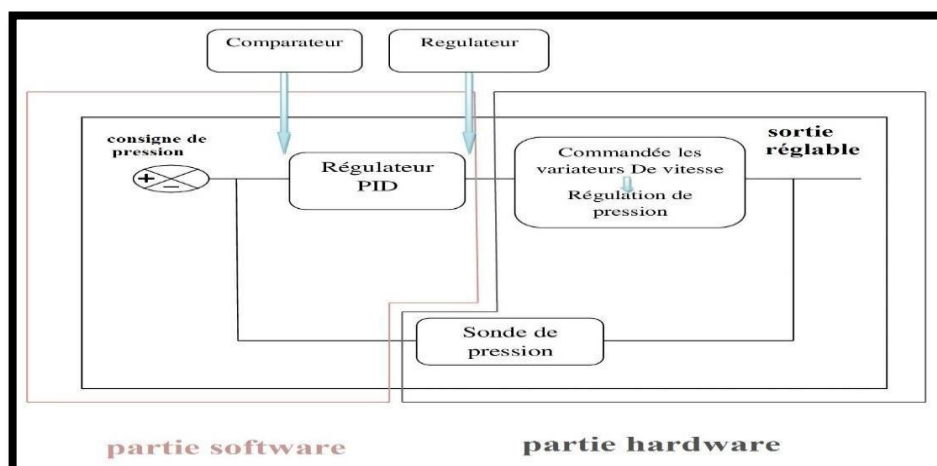 Comparateur
Regulateur
consigne de
pression
+
−
Régulateur
PID
Commandée les
variateurs De vitesse
Régulation de
pression
sortie
réglable
Sonde de
pression
partie software
partie hardware